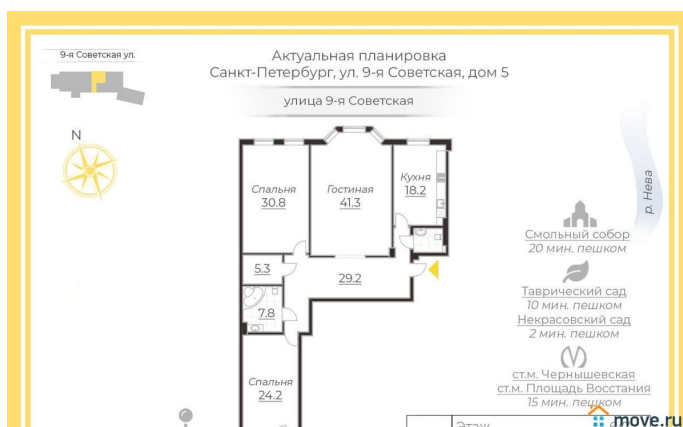 9-я Советская ул.
Актуальная планировка
Санкт-Петербург, ул. 9-я Советская, дом 5
улица 9-я Советская
N
Спальня
30.8
Гостиная
41.3
Кухня
18.2
5.3
29.2
7.8
Спальня
24.2
р. Нева
Смольный собор
20 мин. пешком
Таврический сад
10 мин. пешком
Некрасовский сад
2 мин. пешком
ст.м. Чернышевская
ст.м. Площадь Восстания
15 мин. пешком
Этаж
move.ru